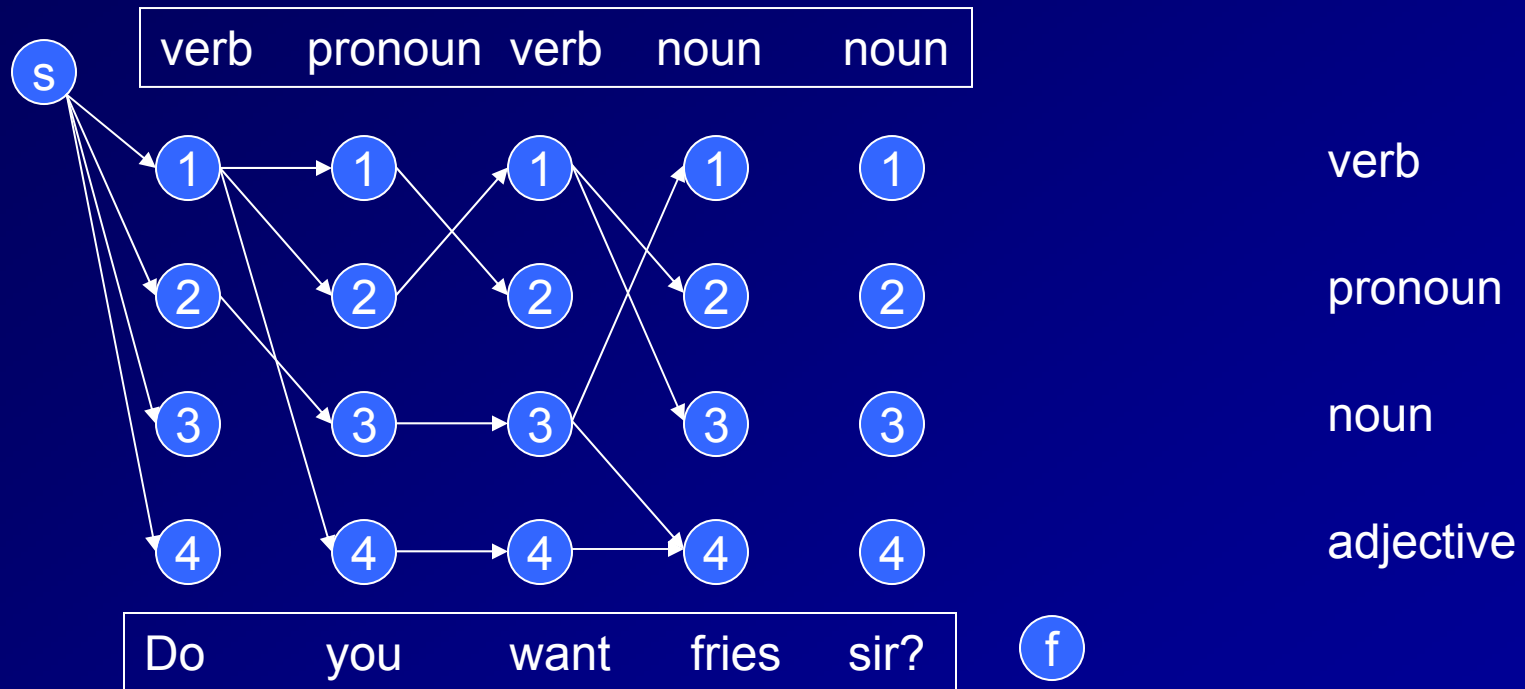 verb pronoun verb noun noun
s
1 1 1 1 1 verb
2 2 2 2 2 pronoun
3 3 3 3 3 noun
4 4 4 4 4 adjective
Do you want fries sir? f